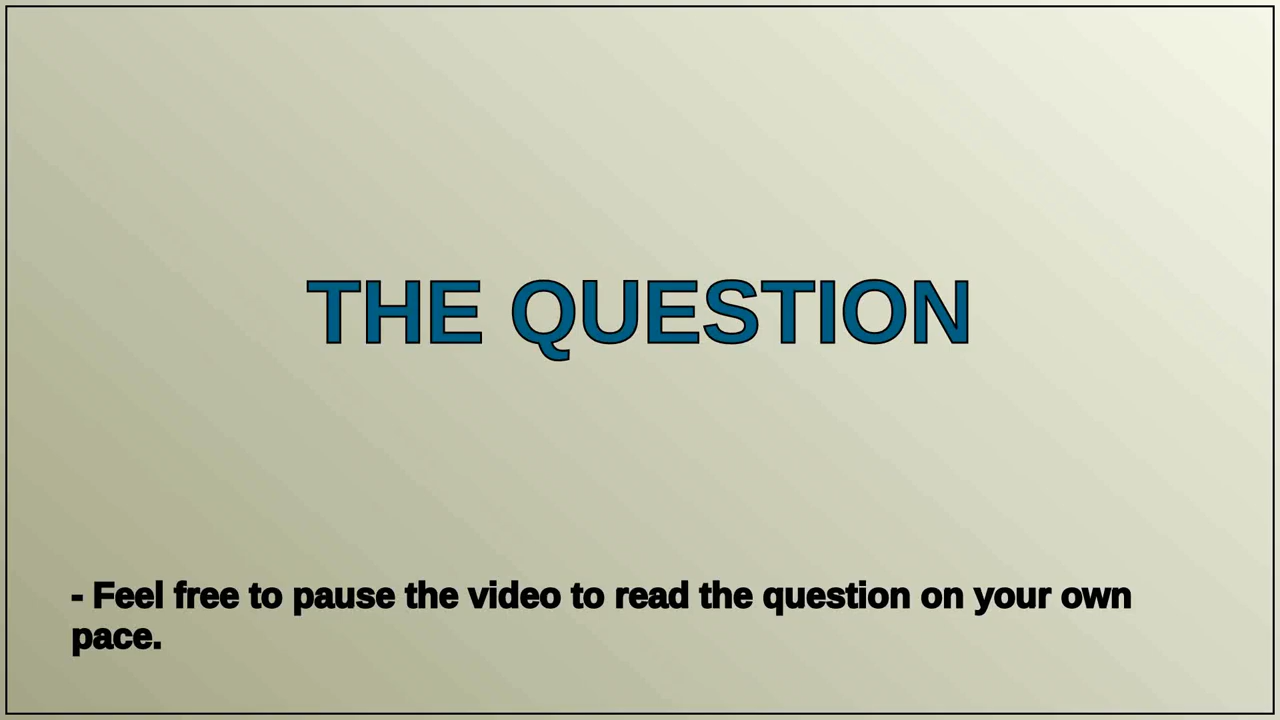 THE QUESTION
- Feel free to pause the video to read the question on your own
pace.